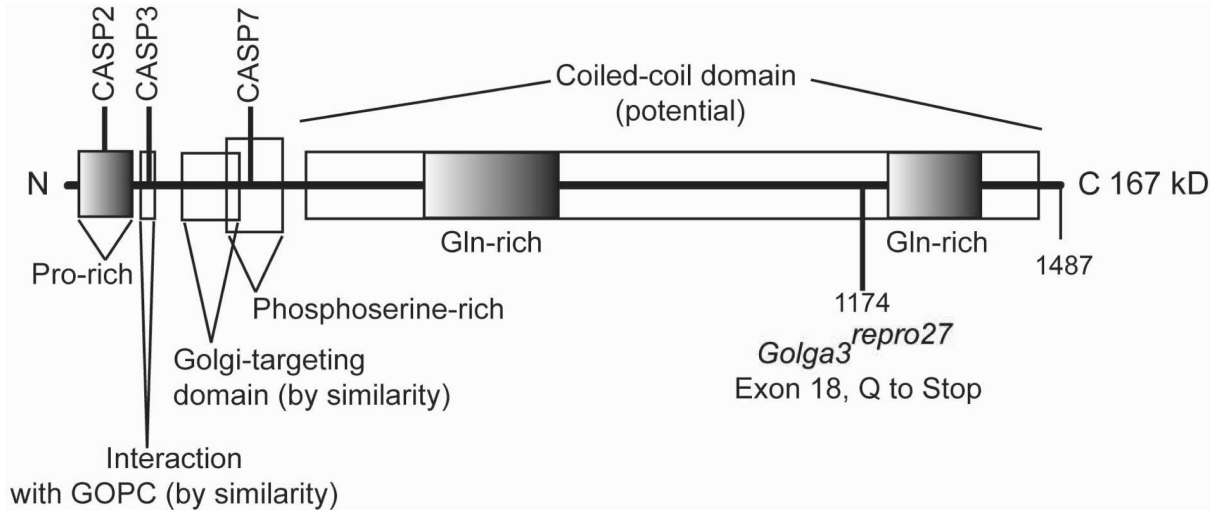 CASP2
CASP3
CASP7
Coiled-coil domain
(potential)
N
C 167 kD
Pro-rich
Gln-rich
Gln-rich
1487
Phosphoserine-rich
1174
Golga3repro27
Exon 18, Q to Stop
Golgi-targeting
domain (by similarity)
Interaction
with GOPC (by similarity)